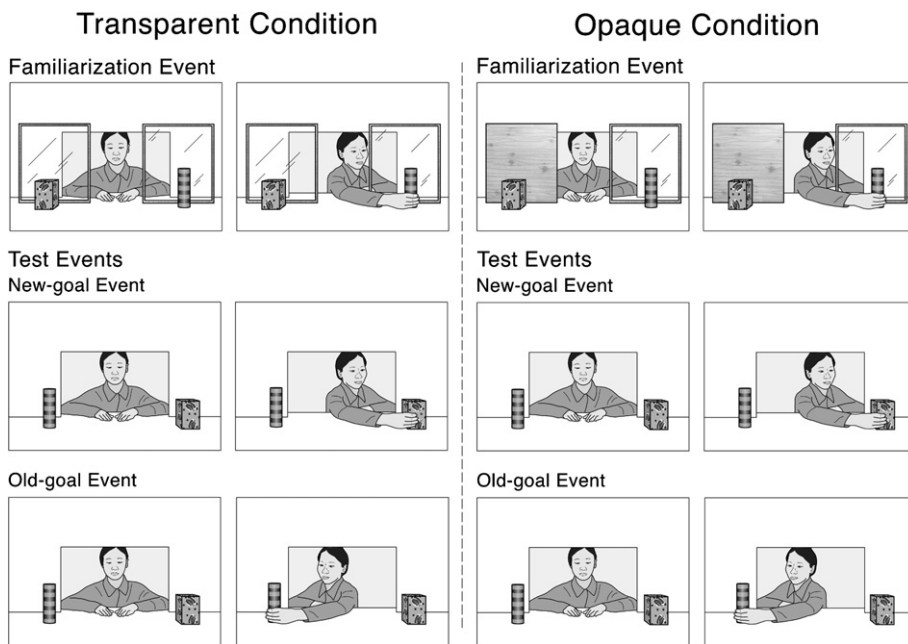 Transparent Condition
Familiarization Event
Test Events
New-goal Event
Old-goal Event
Opaque Condition
Familiarization Event
Test Events
New-goal Event
Old-goal Event